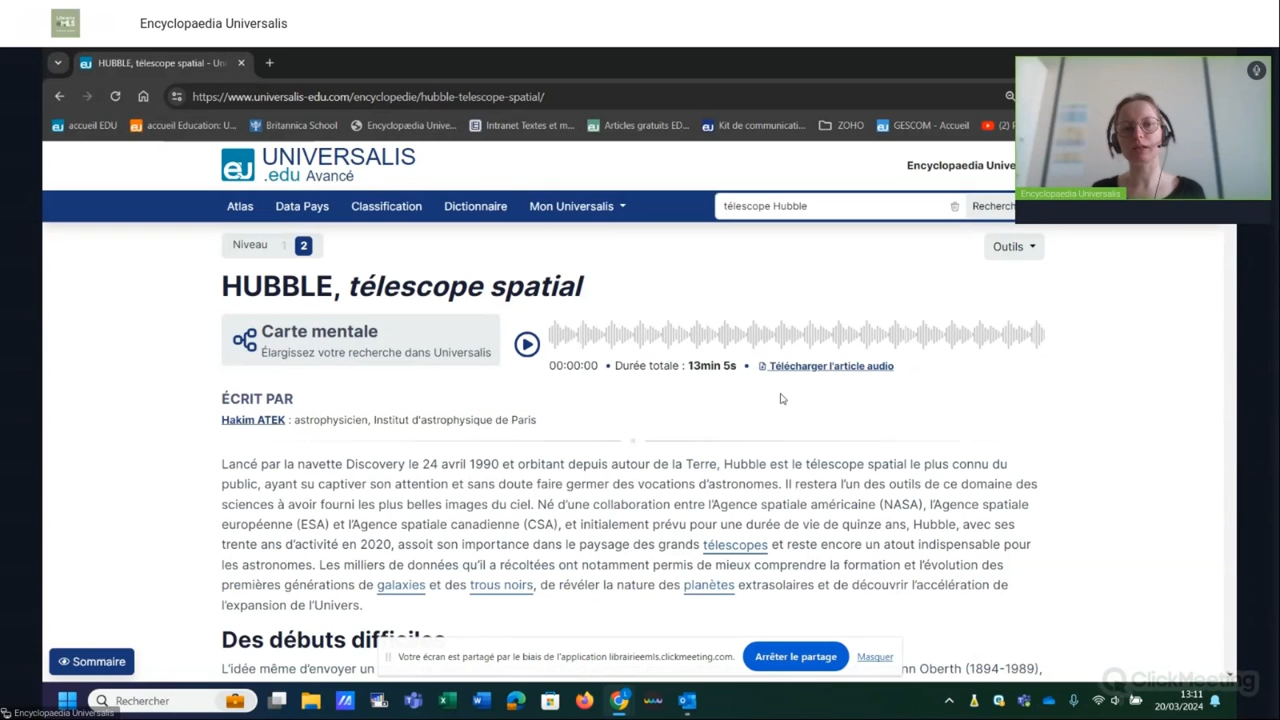 Encyclopaedia Universalis
HUBBLE, télescope spatial - Un
https://www.universalis-edu.com/encyclopedie/hubble-telescope-spatial/
accueil EDU
accueil Education: U...
Britannica School
Encyclopædia Unive...
Intranet Textes et m...
Articles gratuits ED...
Kit de communicati...
ZOHO
GESCOM - Accueil
(2)
Encyclopaedia Universalis
UNIVERSALIS
.edu Avancé
Encyclopaedia Unive
Atlas Data Pays Classification Dictionnaire Mon Universalis
télescope Hubble
Recherch
Niveau 1 2
Outils
HUBBLE, télescope spatial
Carte mentale
Élargissez votre recherche dans Universalis
00:00:00 • Durée totale : 13min 5s • Télécharger l'article audio
ÉCRIT PAR
Hakim ATEK : astrophysicien, Institut d'astrophysique de Paris
Lancé par la navette Discovery le 24 avril 1990 et orbitant depuis autour de la Terre, Hubble est le télescope spatial le plus connu du
public, ayant su captiver son attention et sans doute faire germer des vocations d'astronomes. Il restera l'un des outils de ce domaine des
sciences à avoir fourni les plus belles images du ciel. Né d'une collaboration entre l'Agence spatiale américaine (NASA), l'Agence spatiale
européenne (ESA) et l'Agence spatiale canadienne (CSA), et initialement prévu pour une durée de vie de quinze ans, Hubble, avec ses
trente ans d'activité en 2020, assoit son importance dans le paysage des grands télescopes et reste encore un atout indispensable pour
les astronomes. Les milliers de données qu'il a récoltées ont notamment permis de mieux comprendre la formation et l'évolution des
premières générations de galaxies et des trous noirs, de révéler la nature des planètes extrasolaires et de découvrir l'accélération de
l'expansion de l'Univers.
Des débuts difficiles
Votre écran est partagé par le biais de l'application librairieemls.clickmeeting.com.
Arrêter le partage
Masquer
Sommaire
L'idée même d'envoyer un
nn Oberth (1894-1989),
ClickMeeting
Rechercher
13:11
20/03/2024
Encyclopaedia Universalis